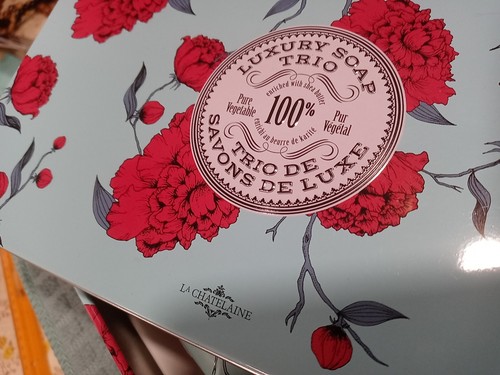 LUXURY SOAP
TRIO
enriched with shea butter
Pure
Vegetable
100%
Pur
Végétal
enrichi au beurre de karité
TRIO DE
SAVONS DE LUXE
LA CHATELAINE